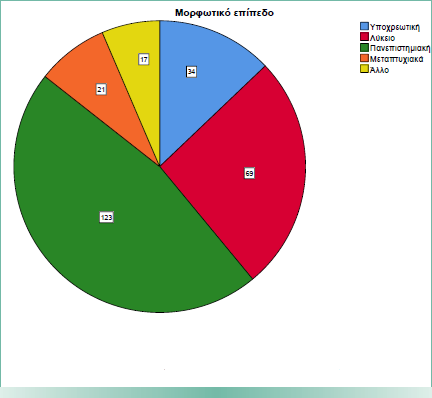 Μορφωτικό επίπεδο
Υποχρεωτική
Λύκειο
Πανεπιστημιακή
Μεταπτυχιακά
Άλλο
17
34
21
69
123